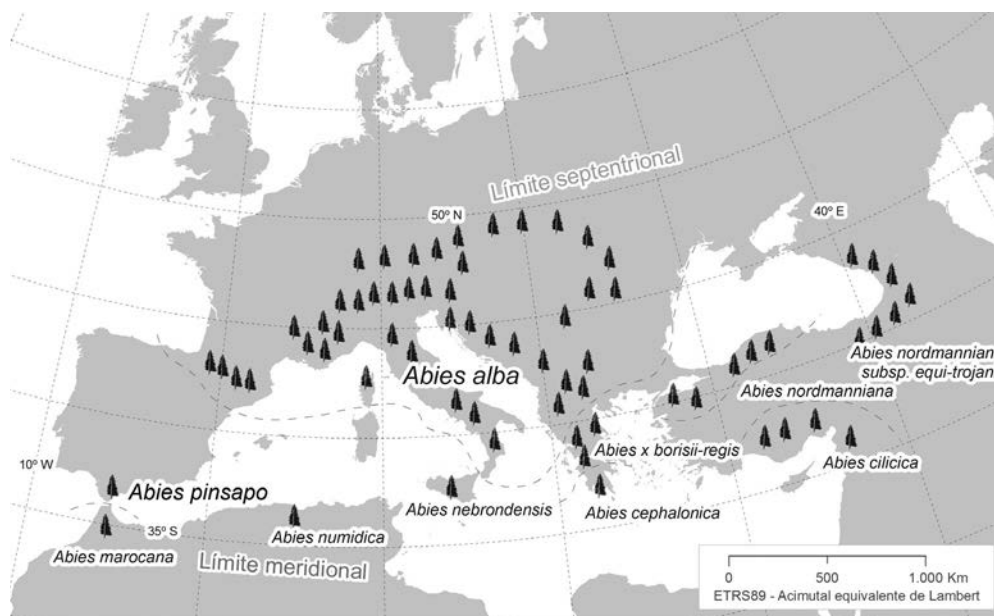 Límite septentrional
50º N
40º E
Abies nordmannian
subsp. equi-trojan
Abies nordmanniana
Abies alba
Abies x borisii-regis
Abies cilicica
10º W
Abies pinsapo
Abies nebrondensis
Abies cephalonica
35º S
Abies numidica
Abies marocana
Límite meridional
0 500 1.000 Km
ETRS89 - Acimutal equivalente de Lambert